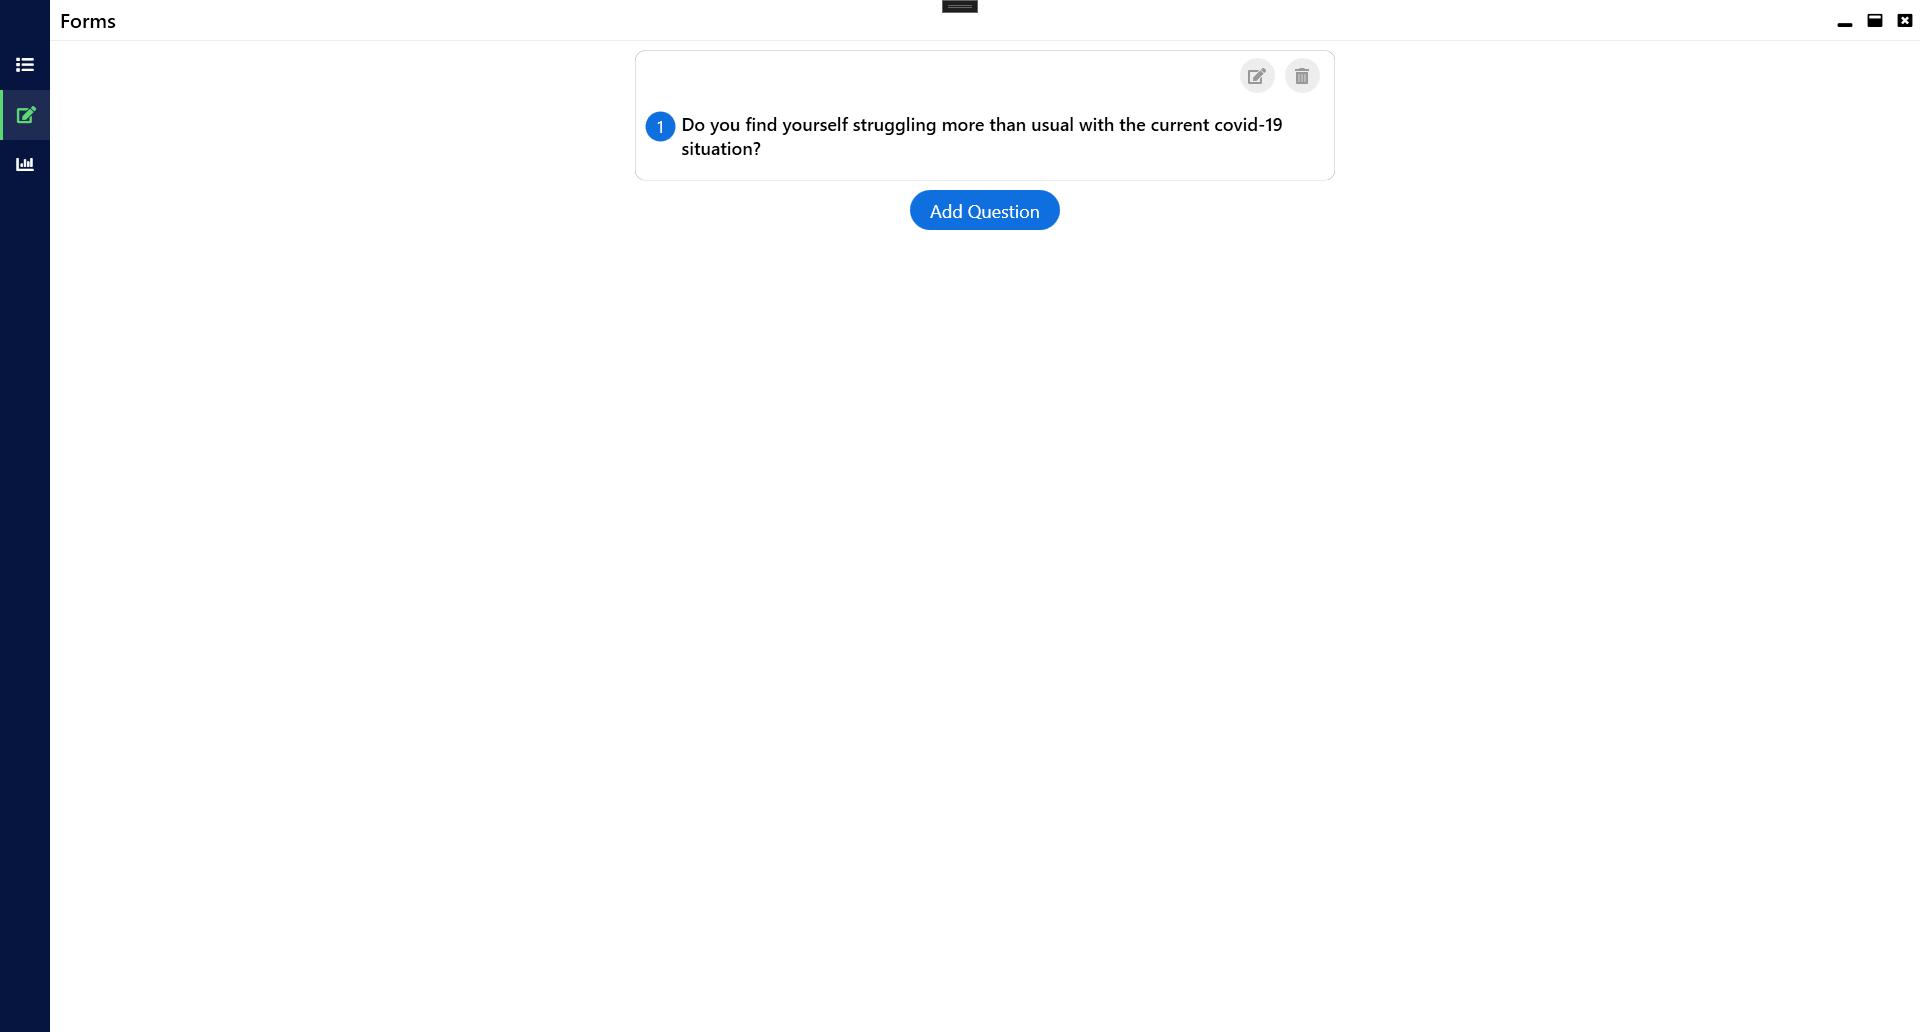 Forms
1
Do you find yourself struggling more than usual with the current covid-19
situation?
Add Question